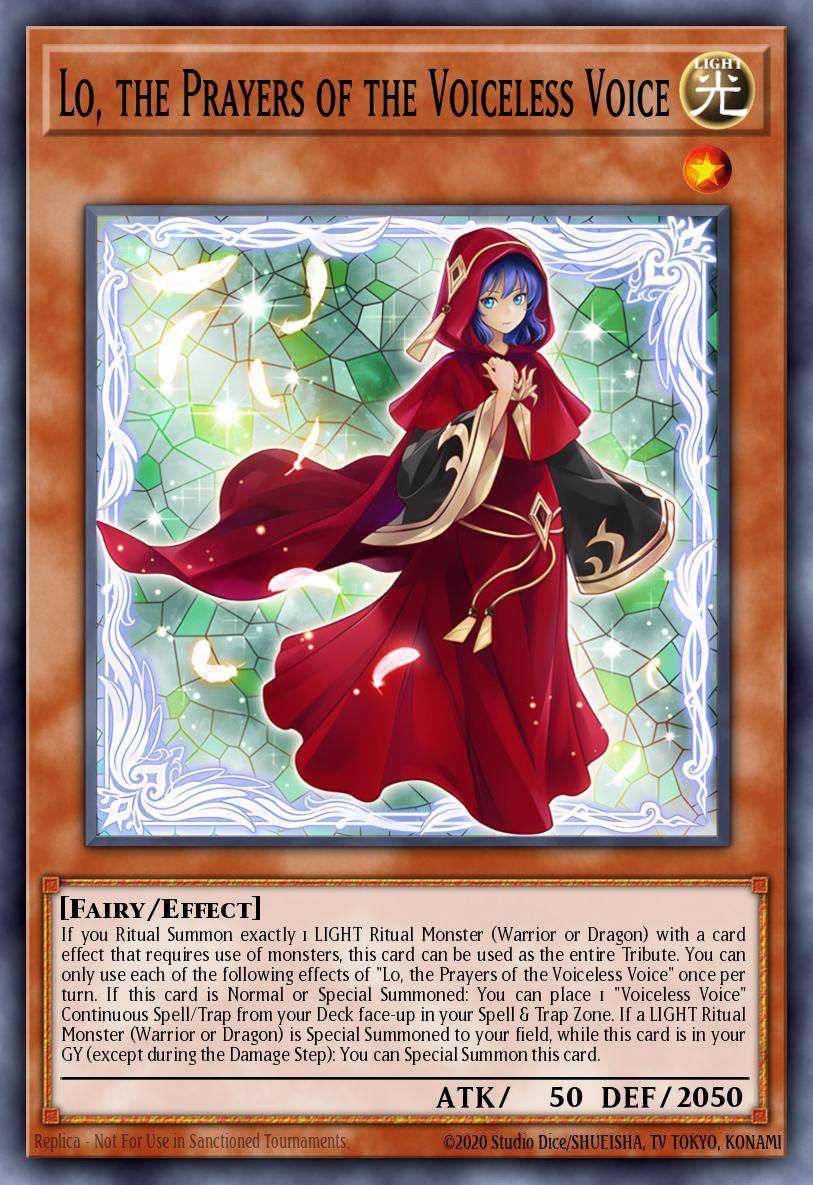 Lo, the Prayers of the Voiceless Voice
LIGHT
光
[Fairy/Effect]
If you Ritual Summon exactly 1 LIGHT Ritual Monster (Warrior or Dragon) with a card
effect that requires use of monsters, this card can be used as the entire Tribute. You can
only use each of the following effects of "Lo, the Prayers of the Voiceless Voice" once per
turn. If this card is Normal or Special Summoned: You can place 1 "Voiceless Voice"
Continuous Spell/Trap from your Deck face-up in your Spell & Trap Zone. If a LIGHT Ritual
Monster (Warrior or Dragon) is Special Summoned to your field, while this card is in your
GY (except during the Damage Step): You can Special Summon this card.
ATK/ 50 DEF/2050
Replica - Not For Use in Sanctioned Tournaments. ©2020 Studio Dice/SHUEISHA, TV TOKYO, KONAMI